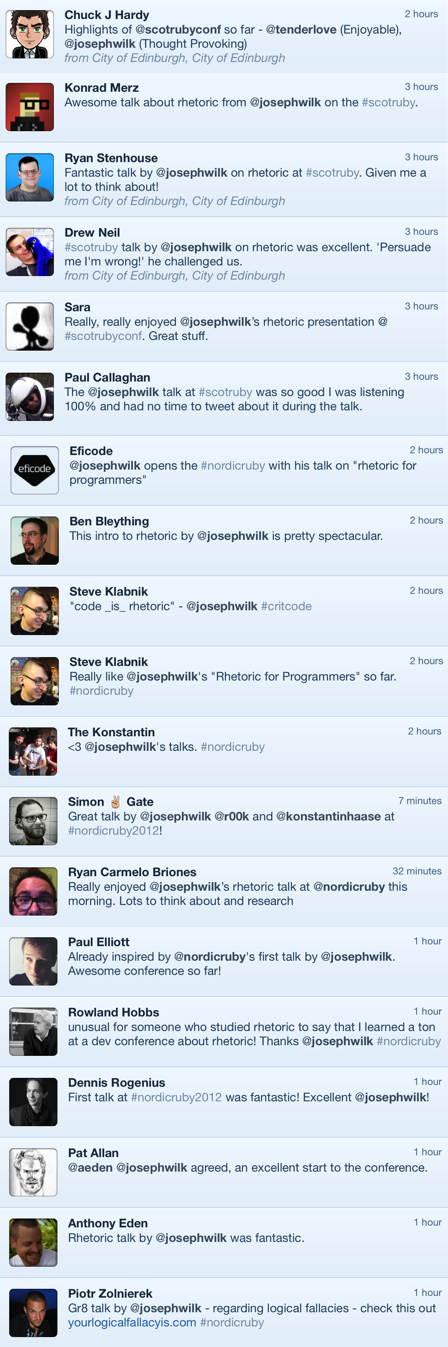 Chuck J Hardy 2 hours
Highlights of @scotrubyconf so far - @tenderlove (Enjoyable),
@josephwilk (Thought Provoking)
from City of Edinburgh, City of Edinburgh
Konrad Merz 3 hours
Awesome talk about rhetoric from @josephwilk on the #scotruby.
Ryan Stenhouse 3 hours
Fantastic talk by @josephwilk on rhetoric at #scotruby. Given me a
lot to think about!
from City of Edinburgh, City of Edinburgh
Drew Neil 3 hours
#scotruby talk by @josephwilk on rhetoric was excellent. 'Persuade
me I'm wrong!' he challenged us.
from City of Edinburgh, City of Edinburgh
Sara 3 hours
Really, really enjoyed @josephwilk's rhetoric presentation @
#scotrubyconf. Great stuff.
Paul Callaghan 3 hours
The @josephwilk talk at #scotruby was so good I was listening
100% and had no time to tweet about it during the talk.
eficode
Eficode 2 hours
@josephwilk opens the #nordicruby with his talk on "rhetoric for
programmers"
Ben Bleything 2 hours
This intro to rhetoric by @josephwilk is pretty spectacular.
Steve Klabnik 2 hours
"code _is_ rhetoric" - @josephwilk #critcode
Steve Klabnik 2 hours
Really like @josephwilk's "Rhetoric for Programmers" so far.
#nordicruby
The Konstantin 2 hours
<3 @josephwilk's talks. #nordicruby
Simon ✌ Gate 7 minutes
Great talk by @josephwilk @r00k and @konstantinhaase at
#nordicruby2012!
Ryan Carmelo Briones 32 minutes
Really enjoyed @josephwilk's rhetoric talk at @nordicruby this
morning. Lots to think about and research
Paul Elliott 1 hour
Already inspired by @nordicruby's first talk by @josephwilk.
Awesome conference so far!
Rowland Hobbs 1 hour
unusual for someone who studied rhetoric to say that I learned a ton
at a dev conference about rhetoric! Thanks @josephwilk #nordicruby
Dennis Rogenius 1 hour
First talk at #nordicruby2012 was fantastic! Excellent @josephwilk!
Pat Allan 1 hour
@aeden @josephwilk agreed, an excellent start to the conference.
Anthony Eden 1 hour
Rhetoric talk by @josephwilk was fantastic.
Piotr Zolnierek 1 hour
Gr8 talk by @josephwilk - regarding logical fallacies - check this out
yourlogicalfallacyis.com #nordicruby